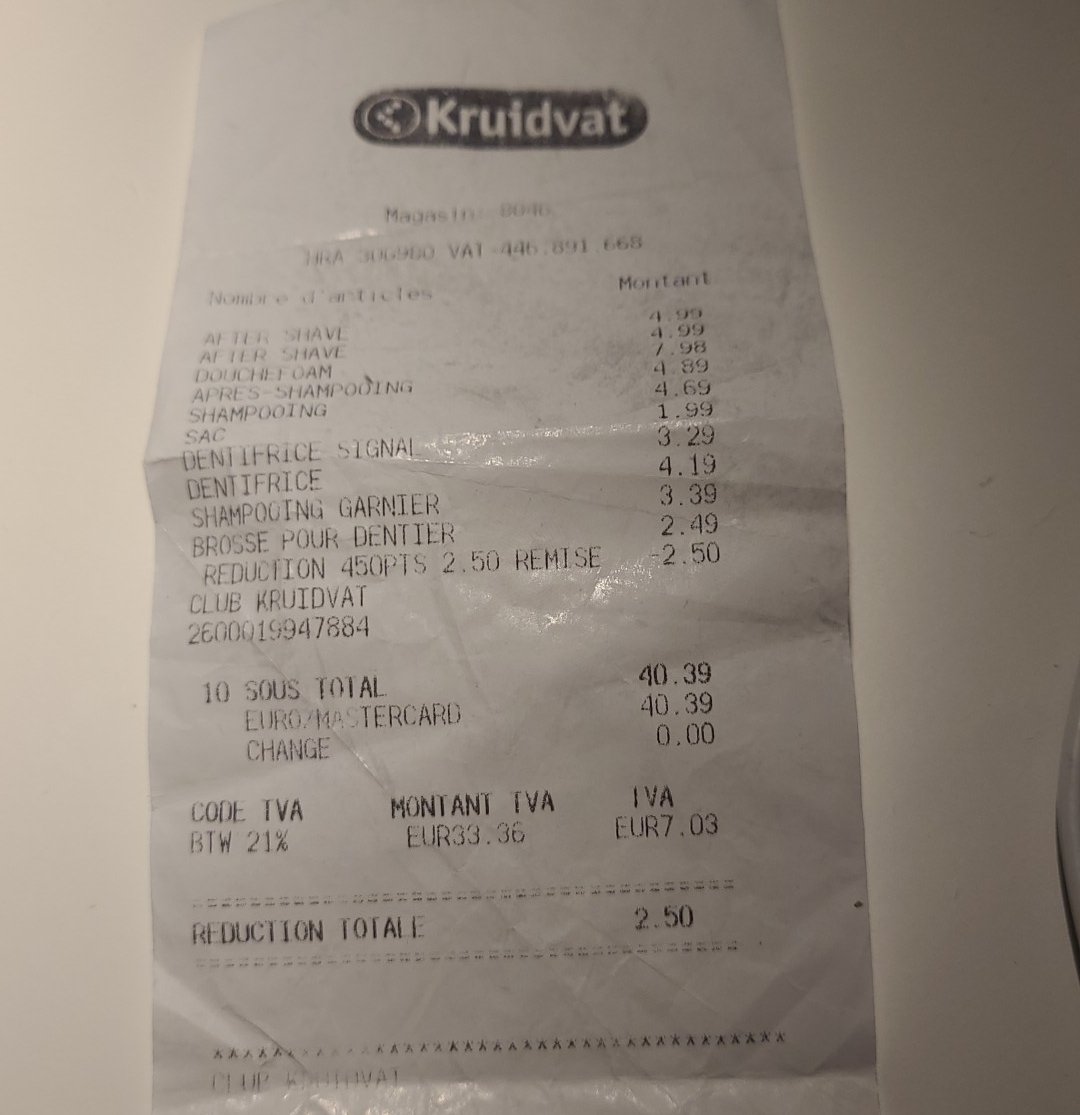 Kruidvat
Magasin: 8046
HRA 306980 VAT 446.891.668
Nombre d'articles Montant
AFTER SHAVE 4.99
AFTER SHAVE 4.99
DOUCHEFOAM 7.98
APRES-SHAMPOOING 4.89
SHAMPOOING 4.69
SAC 1.99
DENTIFRICE SIGNAL 3.29
DENTIFRICE 4.19
SHAMPOOING GARNIER 3.39
BROSSE POUR DENTIER 2.49
REDUCTION 450PTS 2.50 REMISE -2.50
CLUB KRUIDVAT
2600019947884
10 SOUS TOTAL 40.39
EURO/MASTERCARD 40.39
CHANGE 0.00
CODE TVA MONTANT TVA TVA
BTW 21% EUR33.36 EUR7.03
REDUCTION TOTALE 2.50
CLUB KRUIDVAT